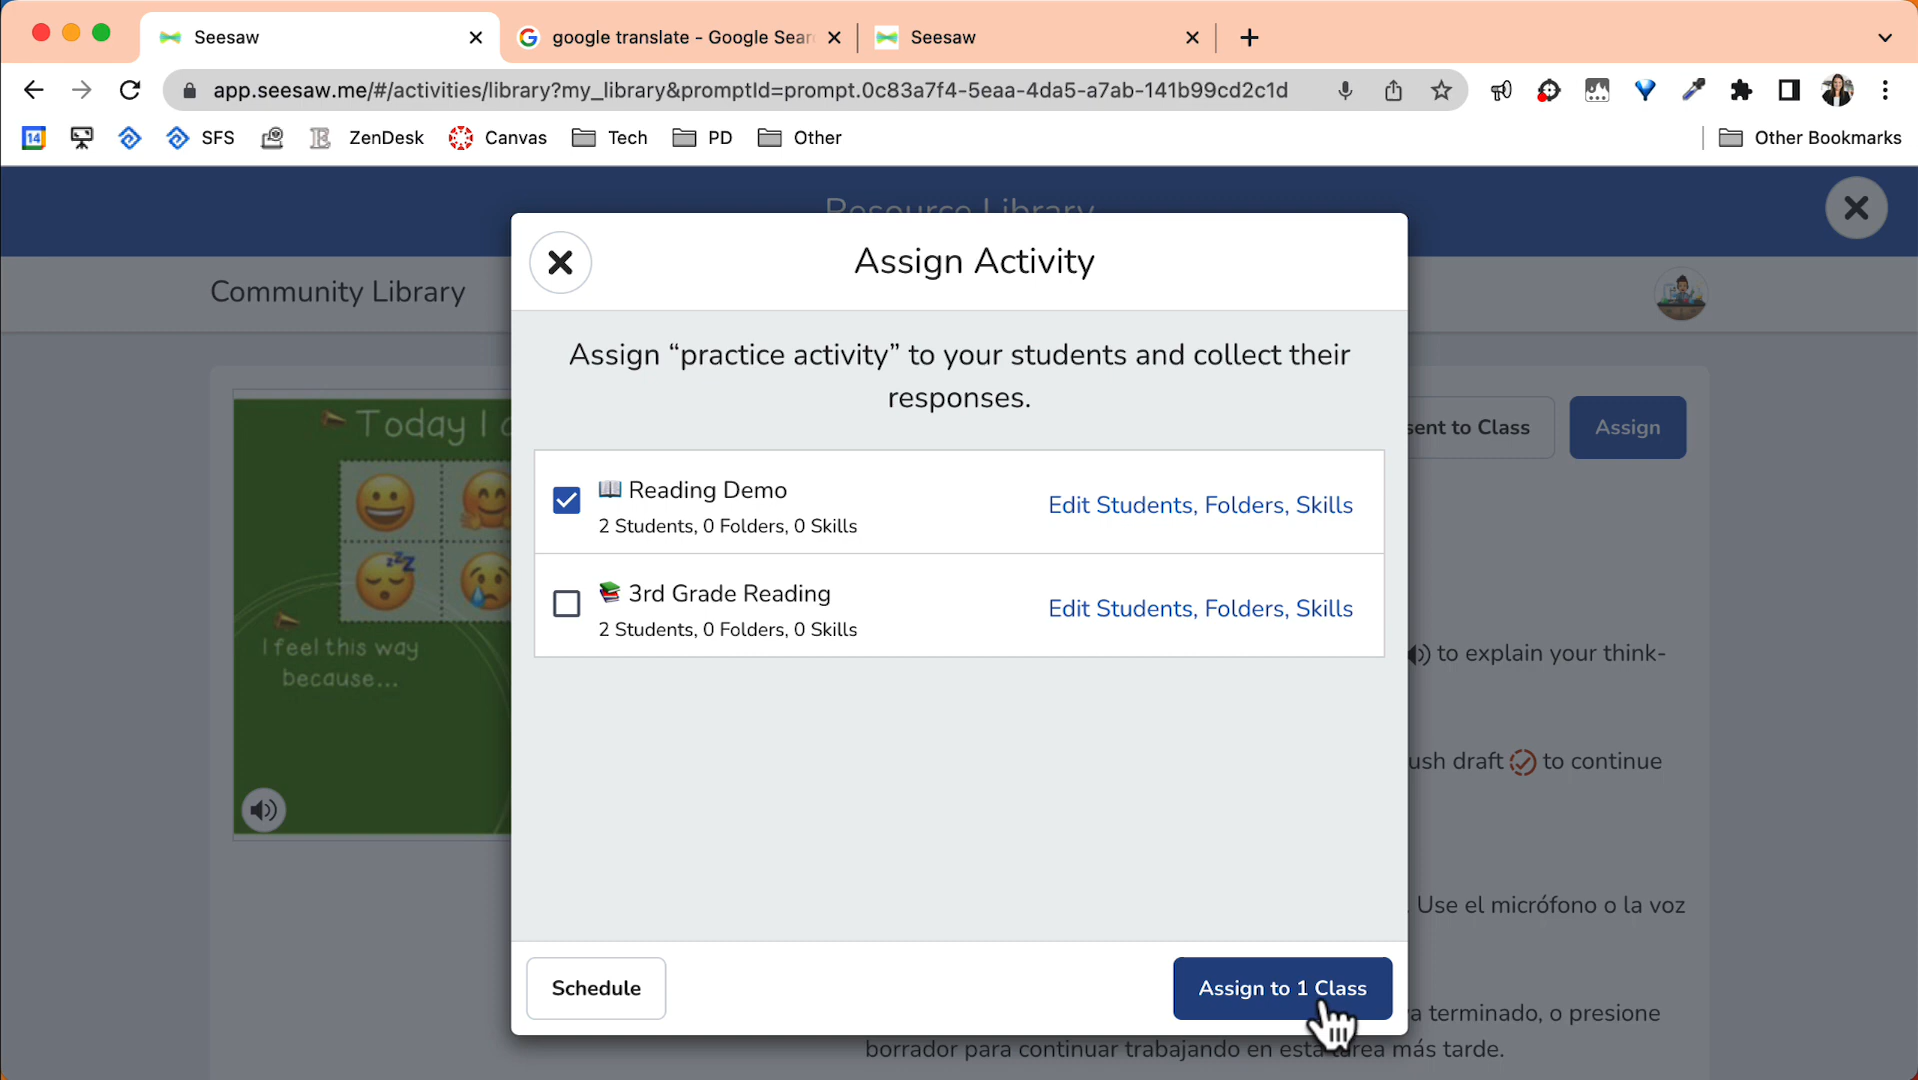 Seesaw
google translate - Google Sear
Seesaw
app.seesaw.me/#/activities/library?my_library&promptId=prompt.0c83a7f4-5eaa-4da5-a7ab-141b99cd2c1d
14
SFS
ZenDesk
Canvas
Tech
PD
Other
Other Bookmarks
Resource Library
Community Library
Assign Activity
Assign “practice activity” to your students and collect their
responses.
Reading Demo
2 Students, 0 Folders, 0 Skills
Edit Students, Folders, Skills
3rd Grade Reading
2 Students, 0 Folders, 0 Skills
Edit Students, Folders, Skills
Schedule
Assign to 1 Class
Today I a
zzZ
I feel this way
because...
sent to Class
Assign
to explain your think-
ush draft to continue
. Use el micrófono o la voz
a terminado, o presione
borrador para continuar trabajando en esta tarea más tarde.